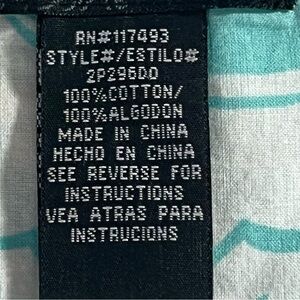 RN#117493
STYLE#/ESTILO#
2P296DO
100%COTTON/
100%ALGODON
MADE IN CHINA
HECHO EN CHINA
SEE REVERSE FOR
INSTRUCTIONS
VEA ATRAS PARA
INSTRUCIONS